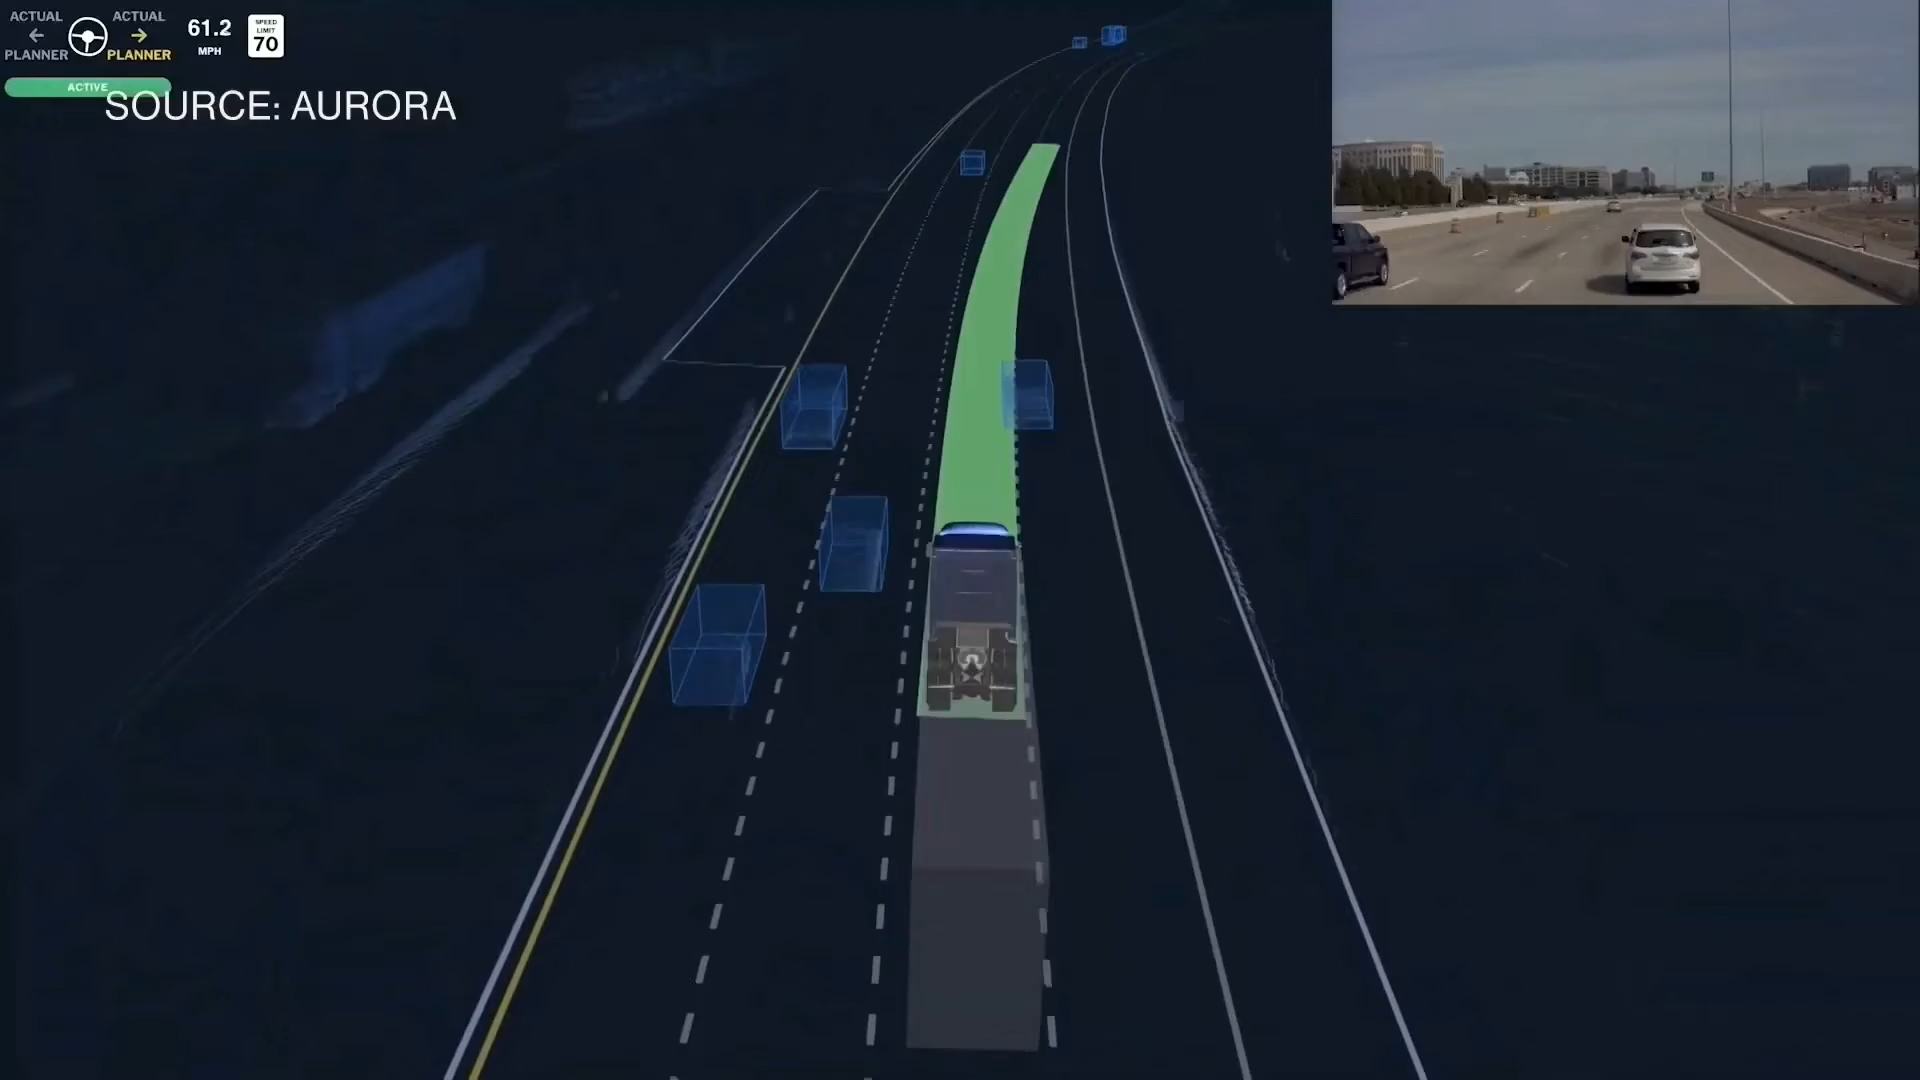 ACTUAL
←
PLANNER
ACTUAL
→
PLANNER
61.2
MPH
SPEED
LIMIT
70
ACTIVE
SOURCE: AURORA